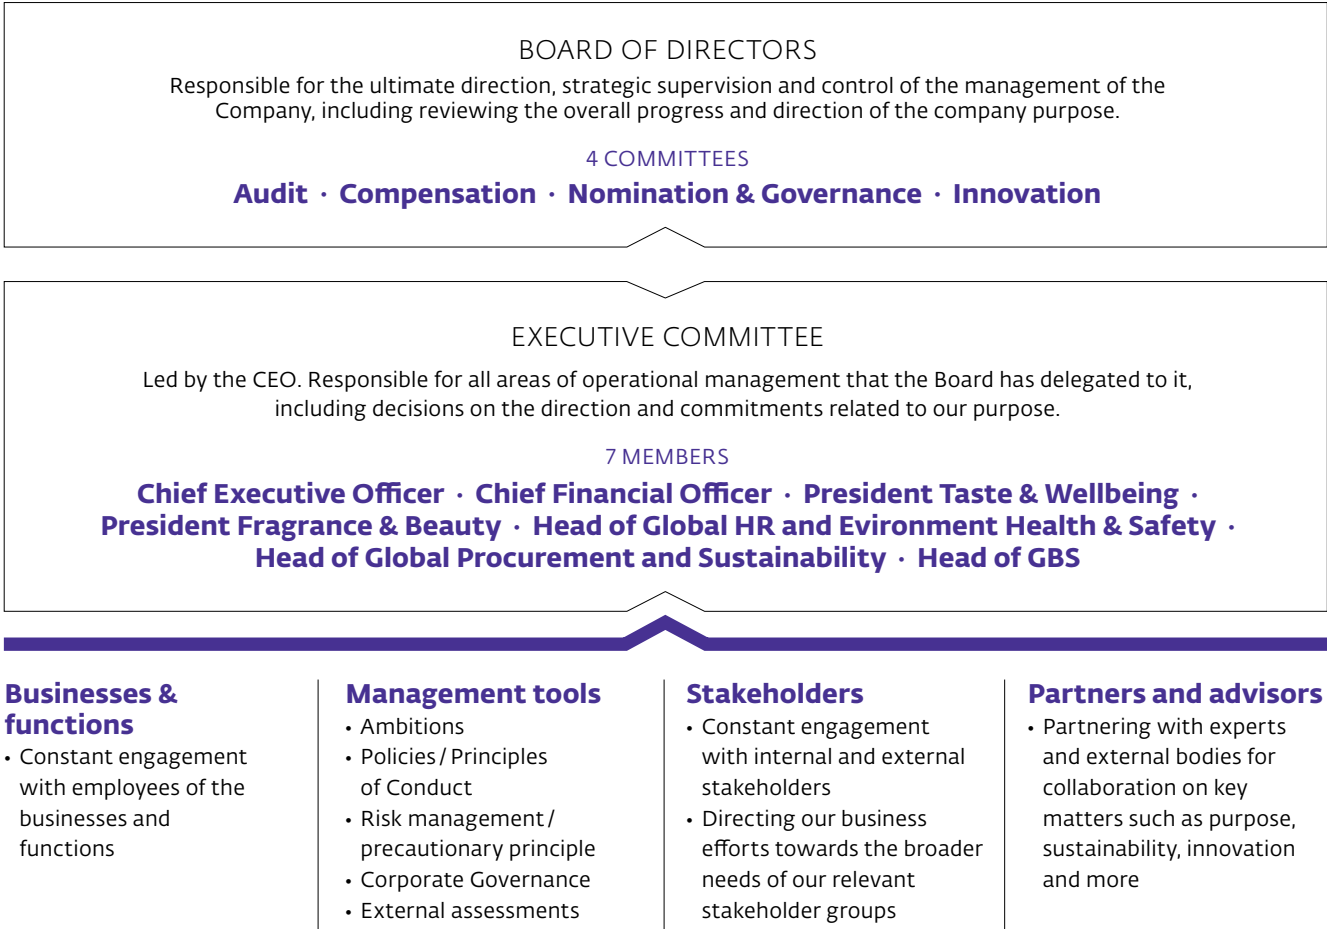 BOARD OF DIRECTORS
Responsible for the ultimate direction, strategic supervision and control of the management of the
Company, including reviewing the overall progress and direction of the company purpose.
4 COMMITTEES
Audit · Compensation · Nomination & Governance · Innovation
EXECUTIVE COMMITTEE
Led by the CEO. Responsible for all areas of operational management that the Board has delegated to it,
including decisions on the direction and commitments related to our purpose.
7 MEMBERS
Chief Executive Officer · Chief Financial Officer · President Taste & Wellbeing ·
President Fragrance & Beauty · Head of Global HR and Evironment Health & Safety ·
Head of Global Procurement and Sustainability · Head of GBS
Businesses &
functions
• Constant engagement
with employees of the
businesses and
functions
Management tools
• Ambitions
• Policies / Principles
of Conduct
• Risk management /
precautionary principle
• Corporate Governance
• External assessments
Stakeholders
• Constant engagement
with internal and external
stakeholders
• Directing our business
efforts towards the broader
needs of our relevant
stakeholder groups
Partners and advisors
• Partnering with experts
and external bodies for
collaboration on key
matters such as purpose,
sustainability, innovation
and more